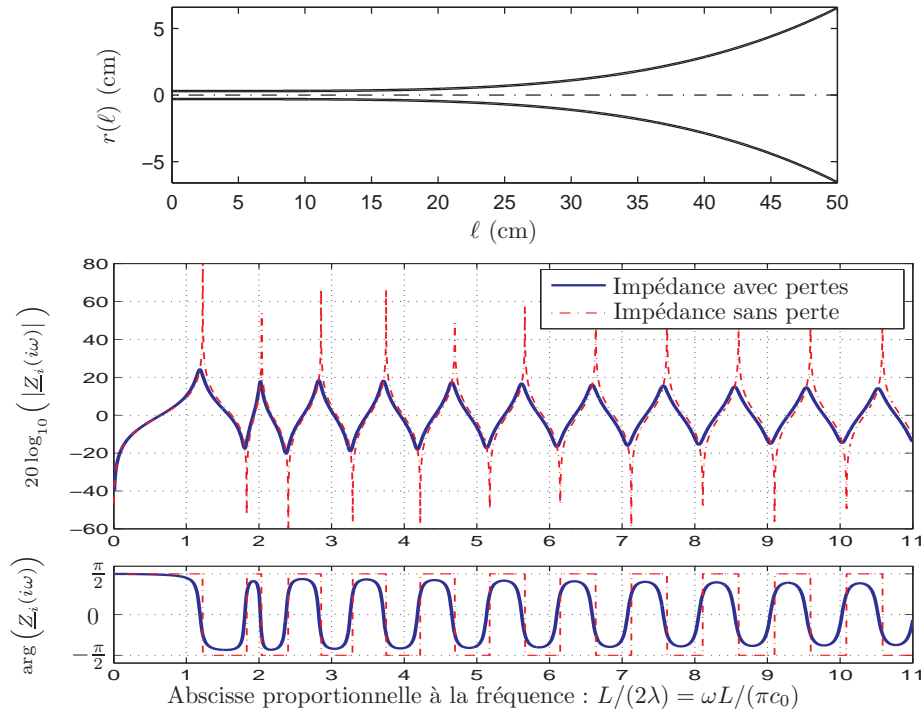 r(ℓ) (cm)
5
0
−5
0 5 10 15 20 25 30 35 40 45 50
ℓ (cm)
20 log₁₀ ( |Z̲ᵢ(iω)| )
80
60
40
20
0
−20
−40
−60
Impédance avec pertes
Impédance sans perte
0 1 2 3 4 5 6 7 8 9 10 11
arg ( Z̲ᵢ(iω) )
π/2
0
−π/2
0 1 2 3 4 5 6 7 8 9 10 11
Abscisse proportionnelle à la fréquence : L/(2λ) = ωL/(πc₀)